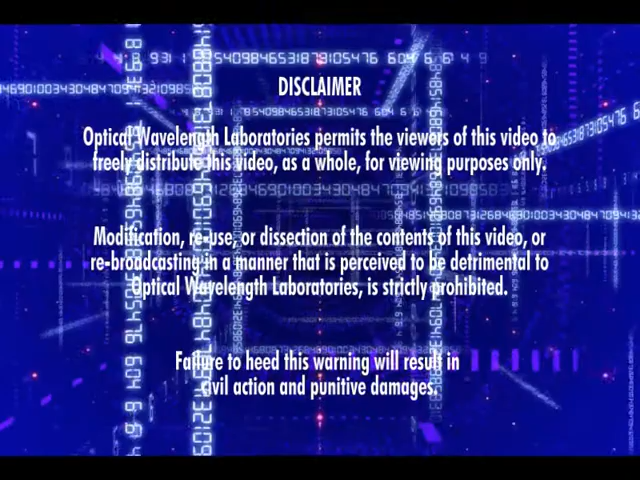 DISCLAIMER
Optical Wavelength Laboratories permits the viewers of this video to
freely distribute this video, as a whole, for viewing purposes only.
Modification, re-use, or dissection of the contents of this video, or
re-broadcasting in a manner that is perceived to be detrimental to
Optical Wavelength Laboratories, is strictly prohibited.
Failure to heed this warning will result in
civil action and punitive damages.